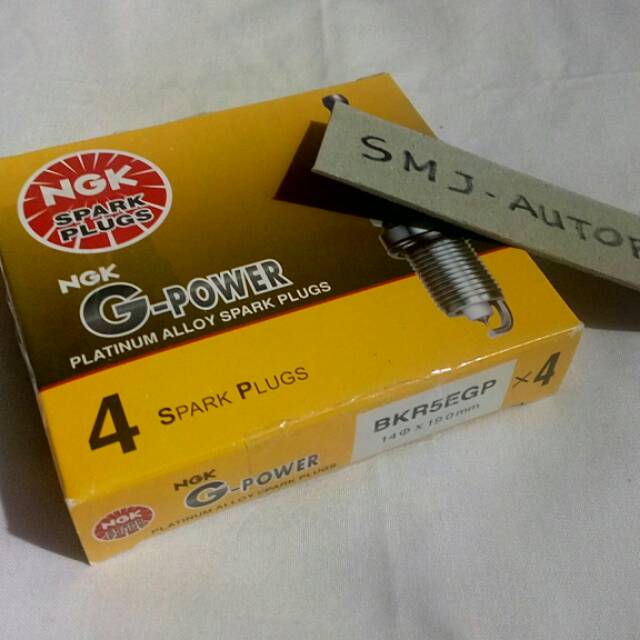 NGK
SPARK
PLUGS
NGK
G-POWER
PLATINUM ALLOY SPARK PLUGS
4 SPARK PLUGS
SMJ-AUTOP
BKR5EGP
14Φ x 19.0mm
×4
NGK
G-POWER
PLATINUM ALLOY SPARK PLUGS
NGK